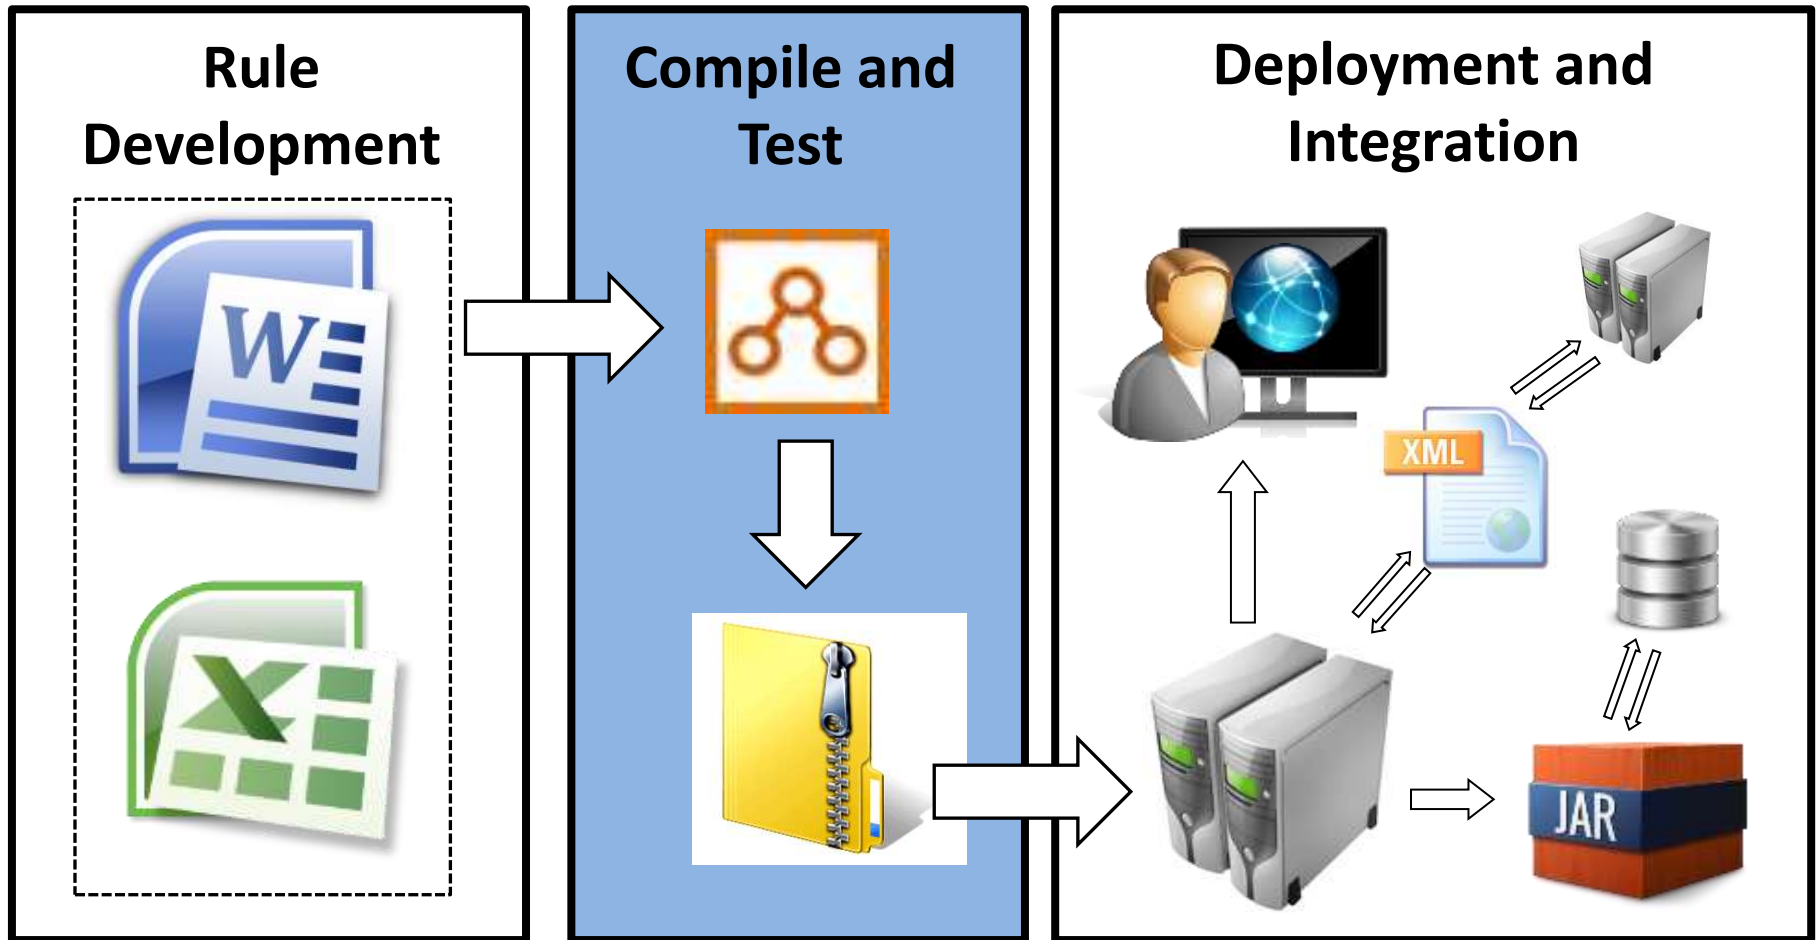 Rule
Development
Compile and
Test
Deployment and
Integration
W
X
XML
JAR